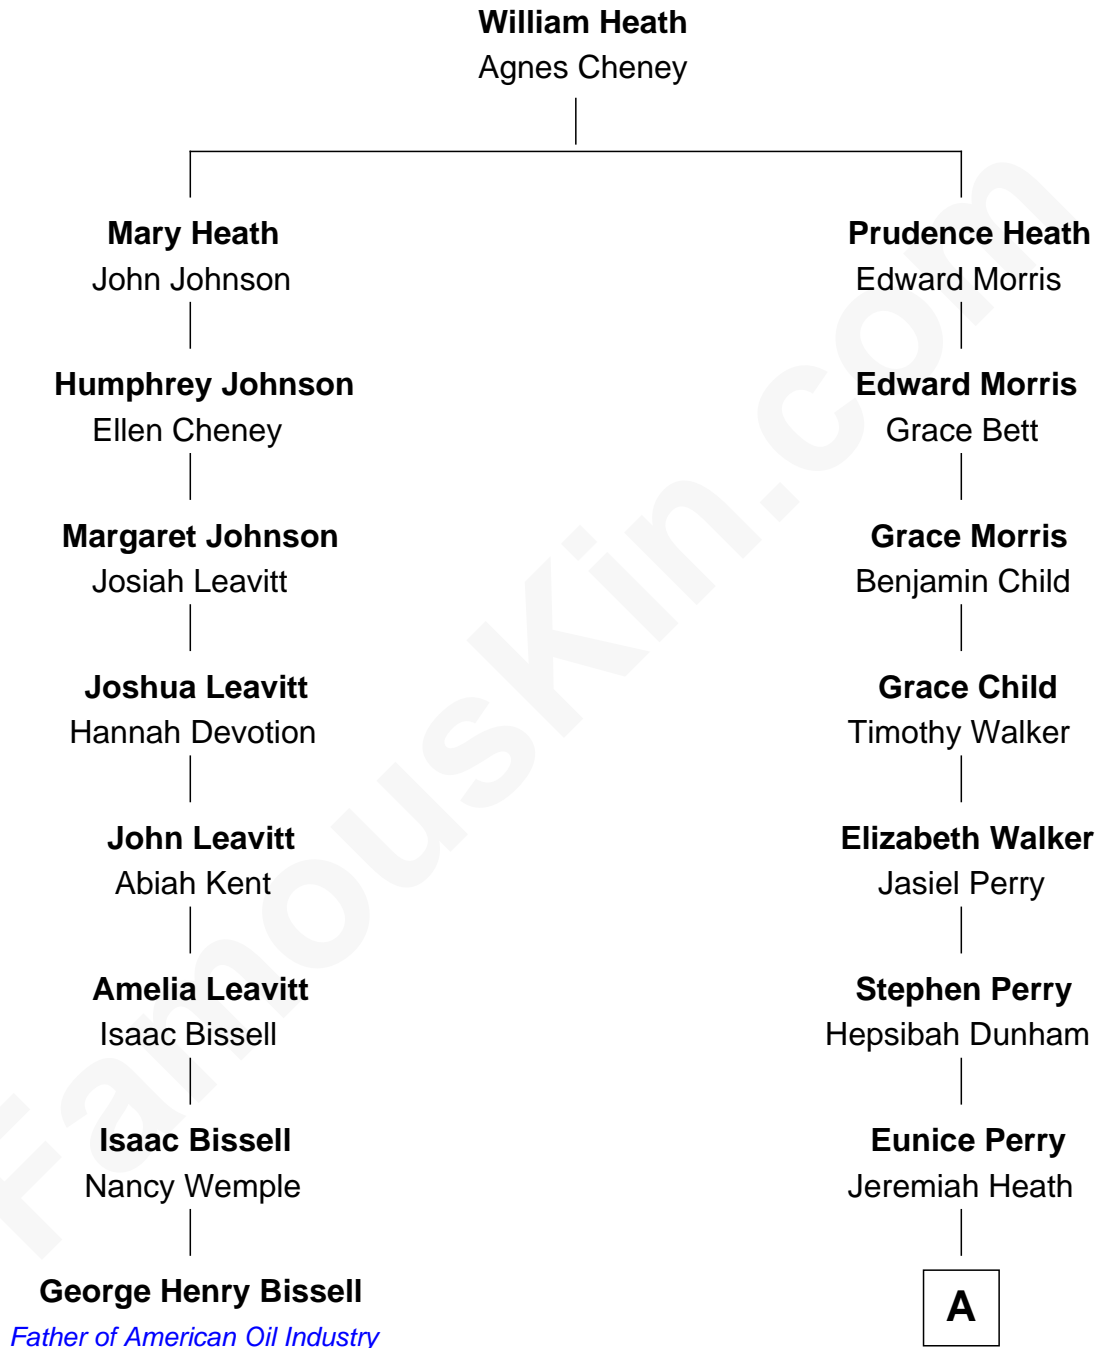 William Heath
Agnes Cheney
Mary Heath
John Johnson
Prudence Heath
Edward Morris
Humphrey Johnson
Ellen Cheney
Edward Morris
Grace Bett
Margaret Johnson
Josiah Leavitt
Grace Morris
Benjamin Child
Joshua Leavitt
Hannah Devotion
Grace Child
Timothy Walker
John Leavitt
Abiah Kent
Elizabeth Walker
Jasiel Perry
Amelia Leavitt
Isaac Bissell
Stephen Perry
Hepsibah Dunham
Isaac Bissell
Nancy Wemple
Eunice Perry
Jeremiah Heath
George Henry Bissell
Father of American Oil Industry
A
FamousKin.com